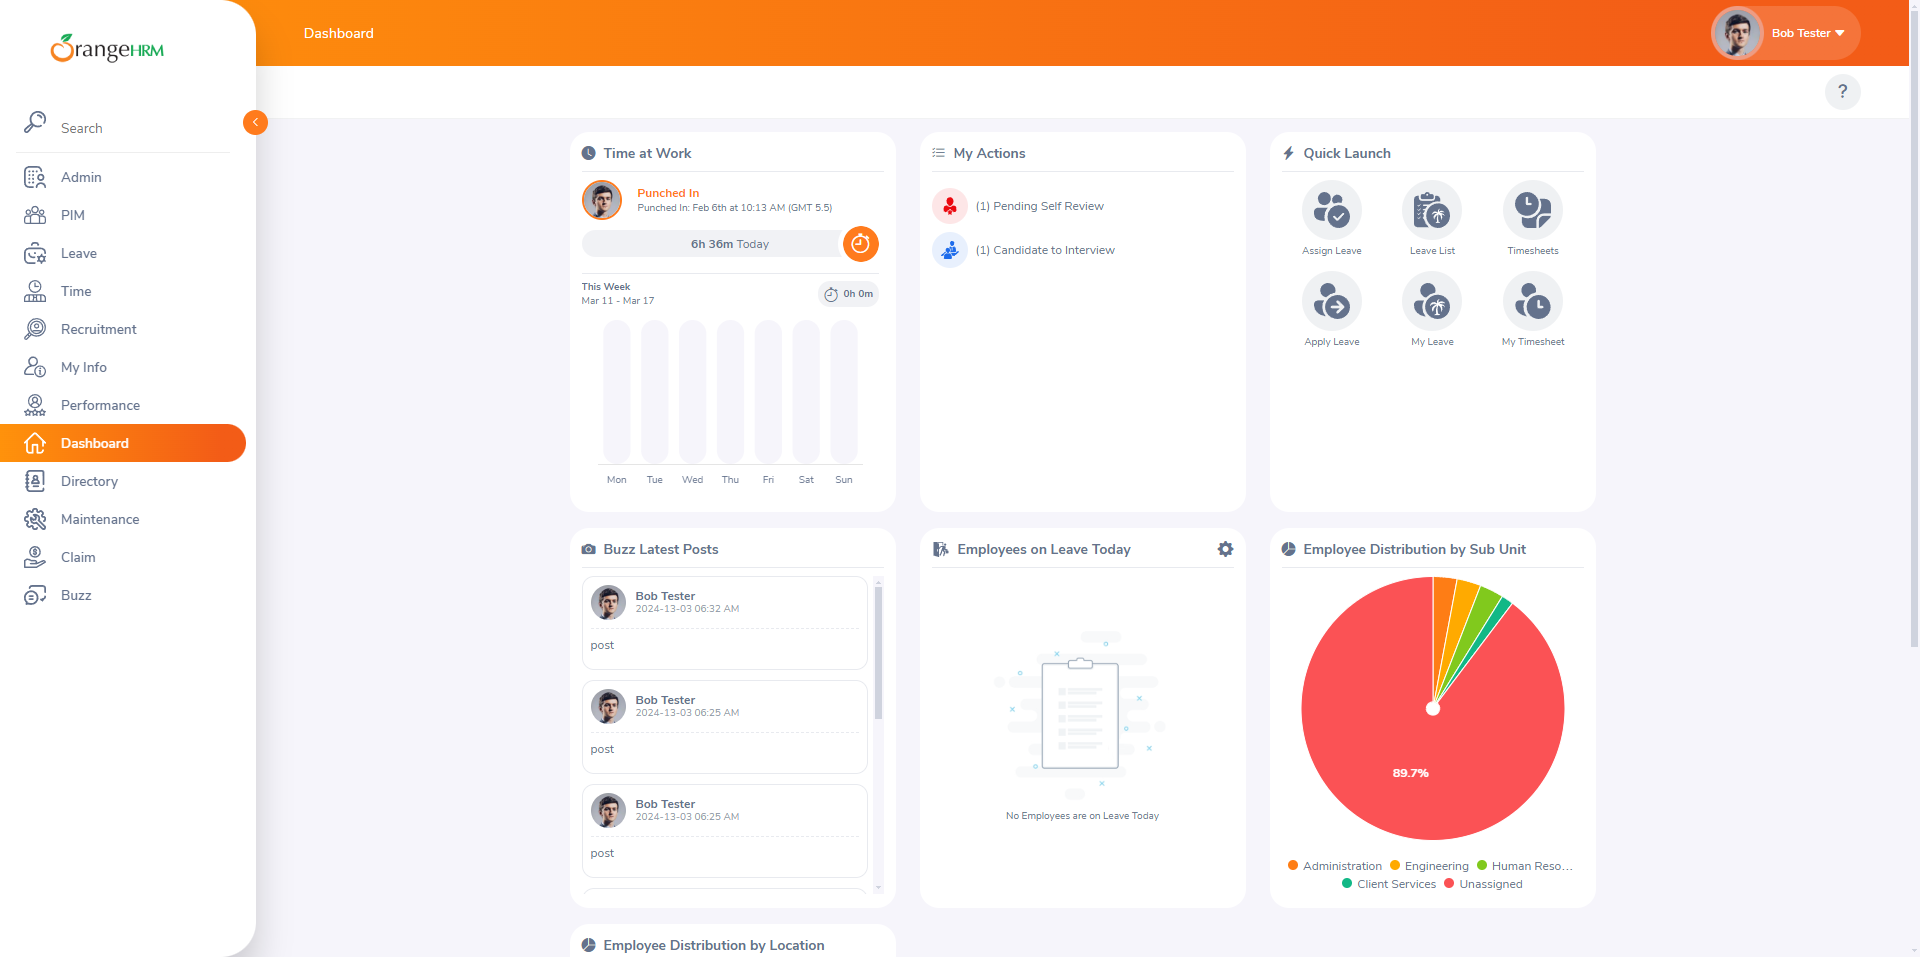 OrangeHRM
Search
Admin
PIM
Leave
Time
Recruitment
My Info
Performance
Dashboard
Directory
Maintenance
Claim
Buzz
Dashboard
Bob Tester
?
Time at Work
Punched In
Punched In: Feb 6th at 10:13 AM (GMT 5.5)
6h 36m Today
This Week
Mar 11 - Mar 17
0h 0m
Mon Tue Wed Thu Fri Sat Sun
My Actions
(1) Pending Self Review
(1) Candidate to Interview
Quick Launch
Assign Leave Leave List Timesheets
Apply Leave My Leave My Timesheet
Buzz Latest Posts
Bob Tester
2024-13-03 06:32 AM
post
Bob Tester
2024-13-03 06:25 AM
post
Bob Tester
2024-13-03 06:25 AM
post
Employees on Leave Today
No Employees are on Leave Today
Employee Distribution by Sub Unit
89.7%
Administration Engineering Human Reso...
Client Services Unassigned
Employee Distribution by Location